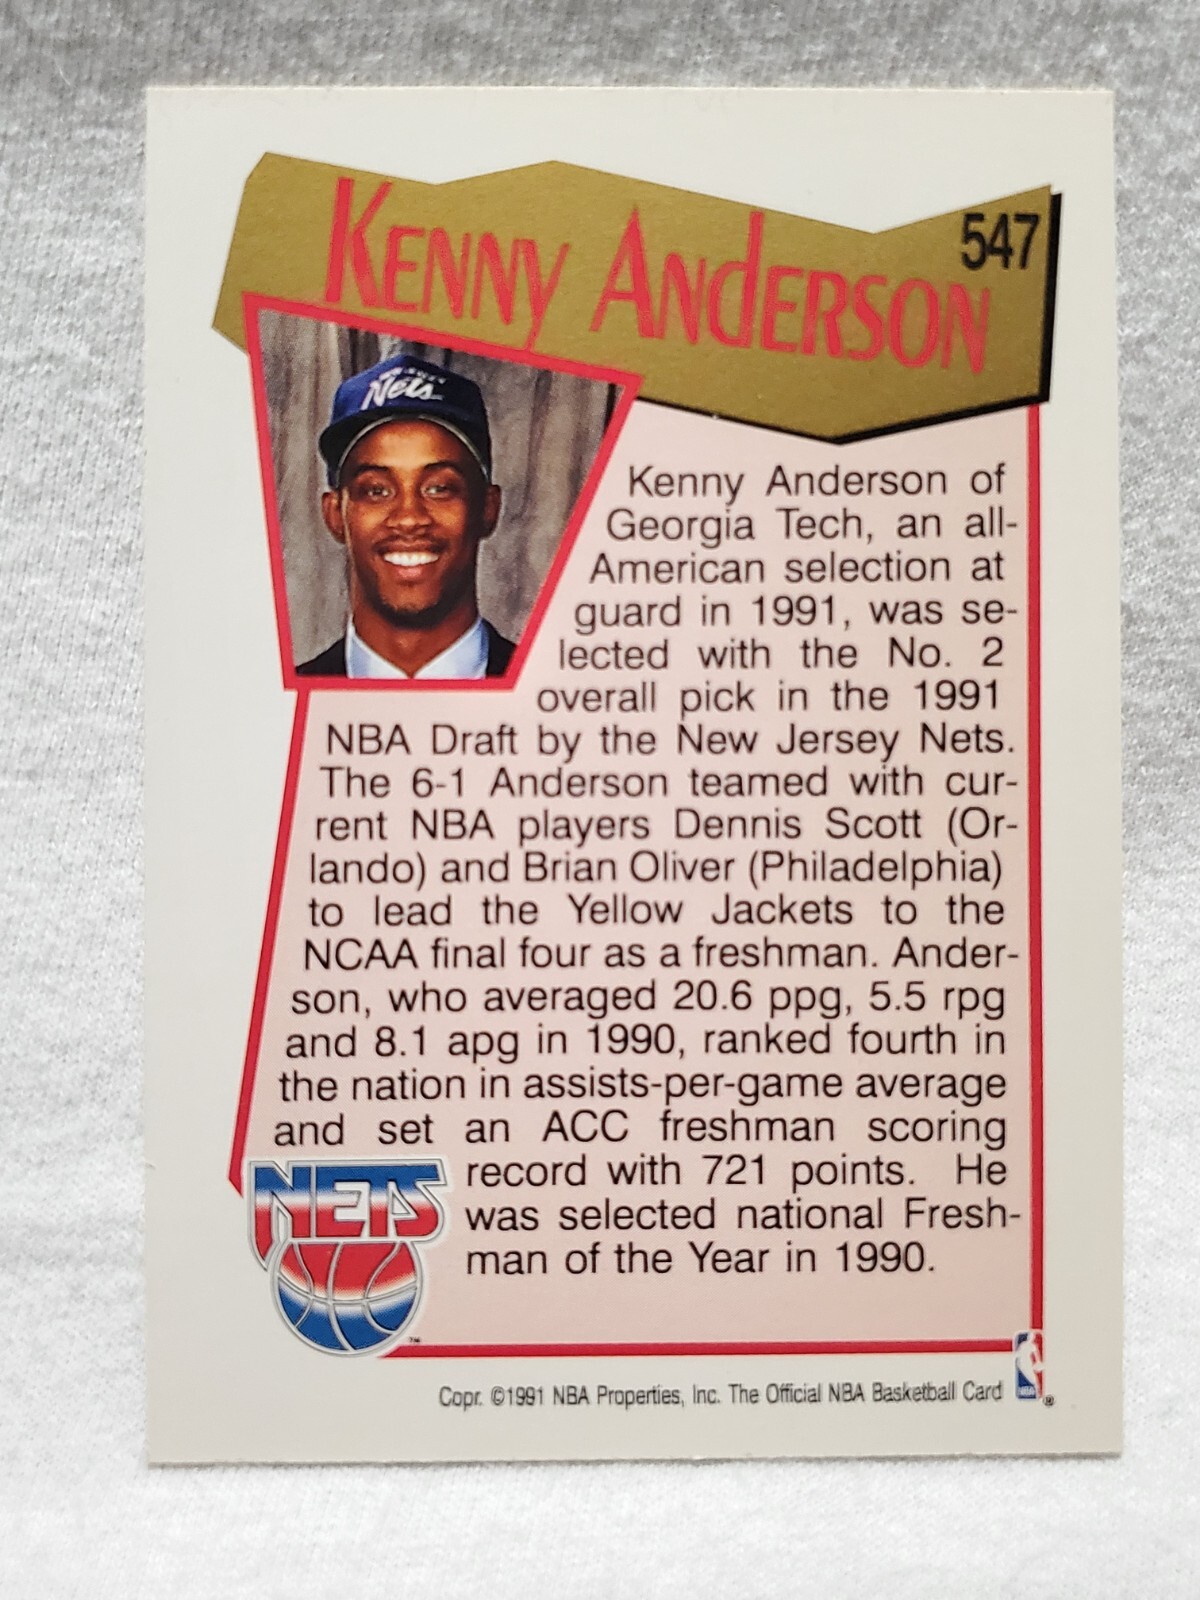 547
Kenny Anderson
Nets
Kenny Anderson of
Georgia Tech, an all-
American selection at
guard in 1991, was se-
lected with the No. 2
overall pick in the 1991
NBA Draft by the New Jersey Nets.
The 6-1 Anderson teamed with cur-
rent NBA players Dennis Scott (Or-
lando) and Brian Oliver (Philadelphia)
to lead the Yellow Jackets to the
NCAA final four as a freshman. Ander-
son, who averaged 20.6 ppg, 5.5 rpg
and 8.1 apg in 1990, ranked fourth in
the nation in assists-per-game average
and set an ACC freshman scoring
record with 721 points. He
was selected national Fresh-
man of the Year in 1990.
NETS
™
Copr. ©1991 NBA Properties, Inc. The Official NBA Basketball Card
NBA
®